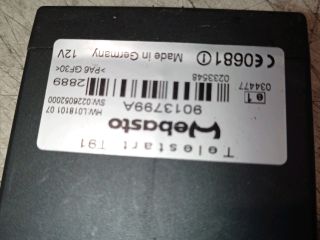 Telestart T91
Webasto
9013799A
HW:L018101.07
SW:0226052000
2889
>PA6 GF30<
e1
034477
0233548
CE0681!
Made in Germany 12V